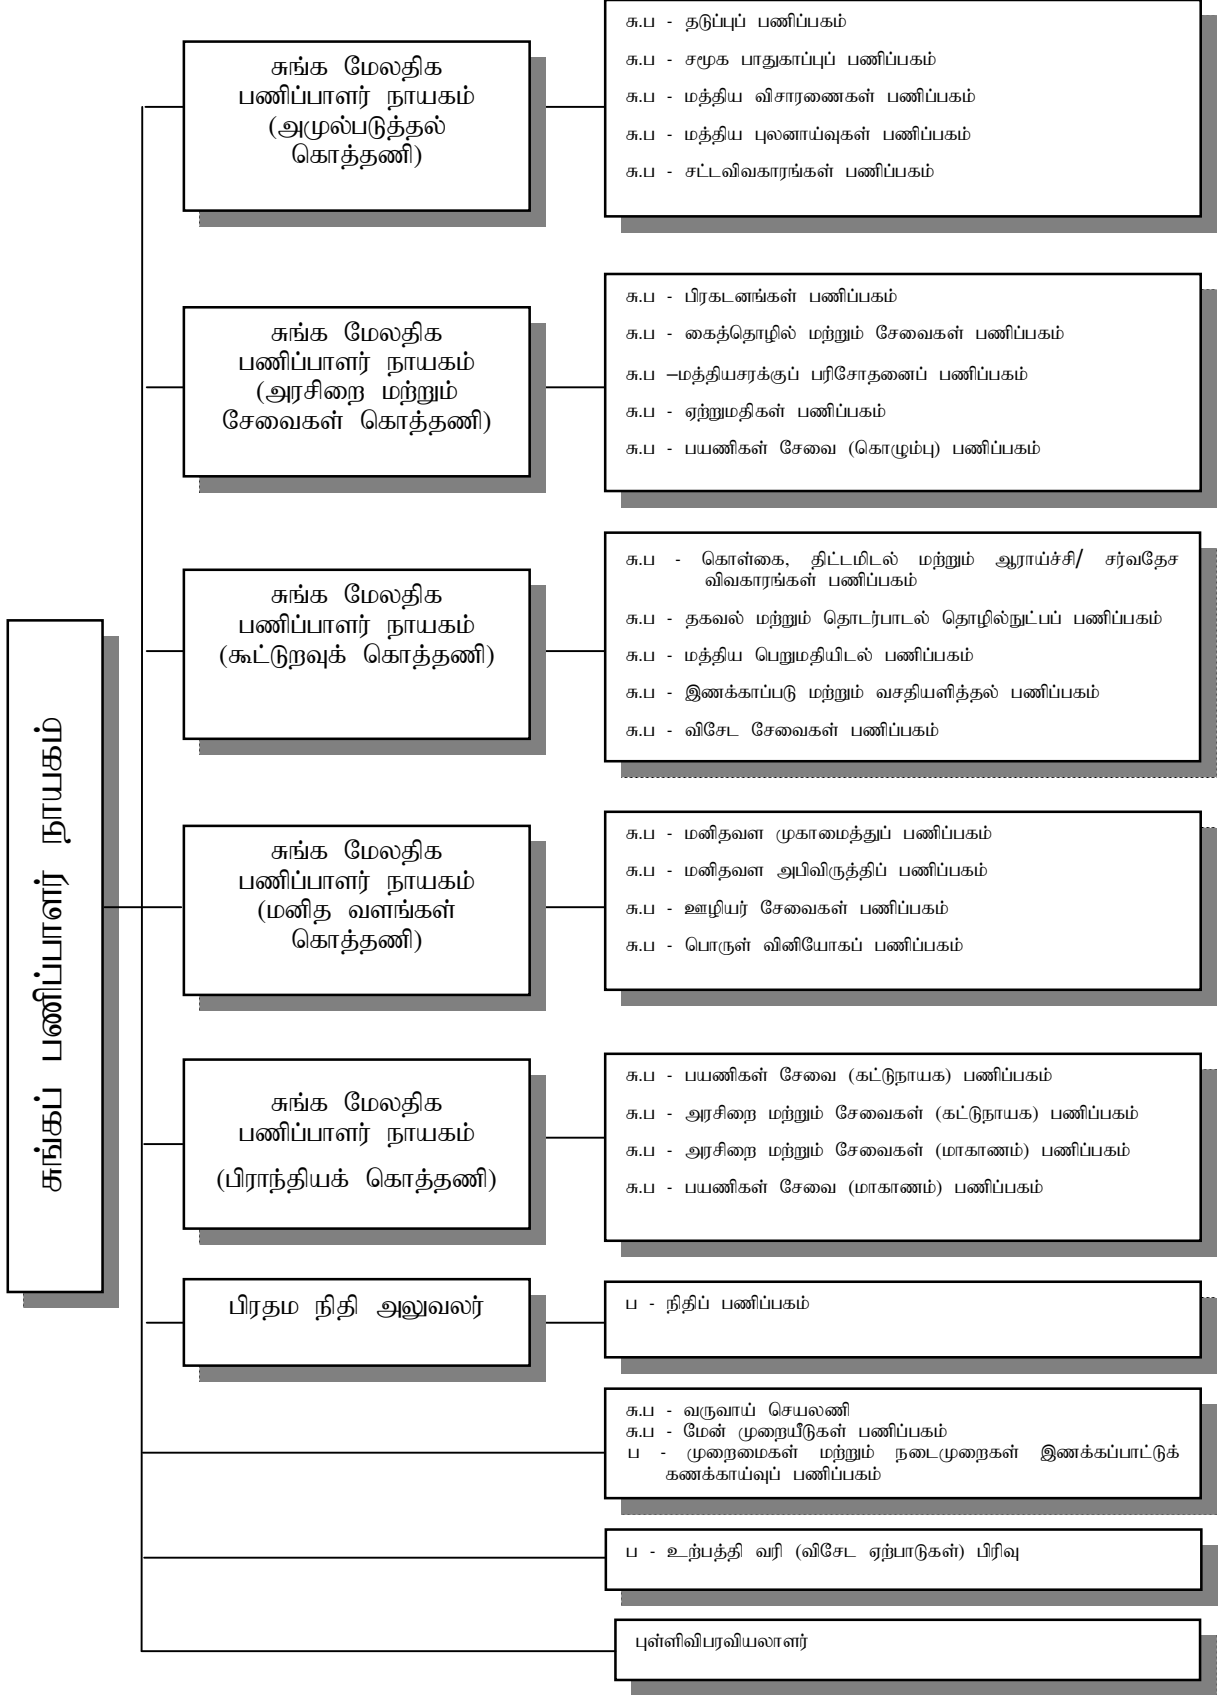 சுங்கப் பணிப்பாளர் நாயகம்
சுங்க மேலதிக
பணிப்பாளர் நாயகம்
(அமுல்படுத்தல்
கொத்தணி)
சு.ப - தடுப்புப் பணிப்பகம்
சு.ப - சமூக பாதுகாப்புப் பணிப்பகம்
சு.ப - மத்திய விசாரணைகள் பணிப்பகம்
சு.ப - மத்திய புலனாய்வுகள் பணிப்பகம்
சு.ப - சட்டவிவகாரங்கள் பணிப்பகம்
சுங்க மேலதிக
பணிப்பாளர் நாயகம்
(அரசிறை மற்றும்
சேவைகள் கொத்தணி)
சு.ப - பிரகடனங்கள் பணிப்பகம்
சு.ப - கைத்தொழில் மற்றும் சேவைகள் பணிப்பகம்
சு.ப –மத்தியசரக்குப் பரிசோதனைப் பணிப்பகம்
சு.ப - ஏற்றுமதிகள் பணிப்பகம்
சு.ப - பயணிகள் சேவை (கொழும்பு) பணிப்பகம்
சுங்க மேலதிக
பணிப்பாளர் நாயகம்
(கூட்டுறவுக் கொத்தணி)
சு.ப - கொள்கை, திட்டமிடல் மற்றும் ஆராய்ச்சி/ சர்வதேச
விவகாரங்கள் பணிப்பகம்
சு.ப - தகவல் மற்றும் தொடர்பாடல் தொழில்நுட்பப் பணிப்பகம்
சு.ப - மத்திய பெறுமதியிடல் பணிப்பகம்
சு.ப - இணக்காப்படு மற்றும் வசதியளித்தல் பணிப்பகம்
சு.ப - விசேட சேவைகள் பணிப்பகம்
சுங்க மேலதிக
பணிப்பாளர் நாயகம்
(மனித வளங்கள்
கொத்தணி)
சு.ப - மனிதவள முகாமைத்துப் பணிப்பகம்
சு.ப - மனிதவள அபிவிருத்திப் பணிப்பகம்
சு.ப - ஊழியர் சேவைகள் பணிப்பகம்
சு.ப - பொருள் வினியோகப் பணிப்பகம்
சுங்க மேலதிக
பணிப்பாளர் நாயகம்
(பிராந்தியக் கொத்தணி)
சு.ப - பயணிகள் சேவை (கட்டுநாயக) பணிப்பகம்
சு.ப - அரசிறை மற்றும் சேவைகள் (கட்டுநாயக) பணிப்பகம்
சு.ப - அரசிறை மற்றும் சேவைகள் (மாகாணம்) பணிப்பகம்
சு.ப - பயணிகள் சேவை (மாகாணம்) பணிப்பகம்
பிரதம நிதி அலுவலர்
ப - நிதிப் பணிப்பகம்
சு.ப - வருவாய் செயலணி
சு.ப - மேன் முறையீடுகள் பணிப்பகம்
ப - முறைமைகள் மற்றும் நடைமுறைகள் இணக்கப்பாட்டுக்
கணக்காய்வுப் பணிப்பகம்
ப - உற்பத்தி வரி (விசேட ஏற்பாடுகள்) பிரிவு
புள்ளிவிபரவியலாளர்